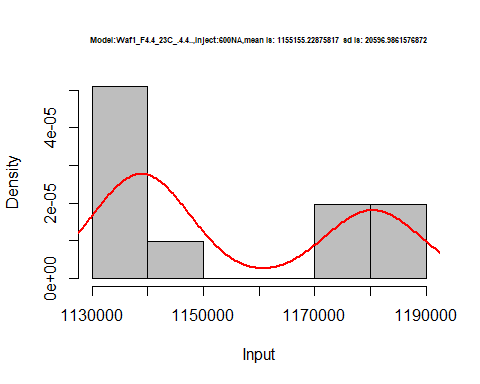 Model:Waf1_F4.4_23C_.4.4..,Inject:600NA,mean is: 1155155.22875817 sd is: 20596.9861576872
Density
4e-05
2e-05
0e+00
1130000 1150000 1170000 1190000
Input